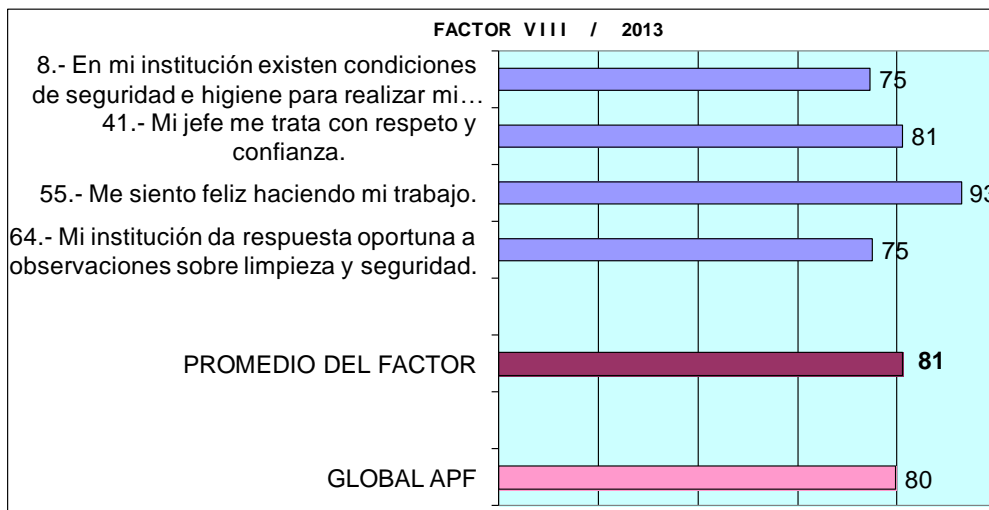 FACTOR VIII / 2013
8.- En mi institución existen condiciones
de seguridad e higiene para realizar mi…
75
41.- Mi jefe me trata con respeto y
confianza.
81
55.- Me siento feliz haciendo mi trabajo.
93
64.- Mi institución da respuesta oportuna a
observaciones sobre limpieza y seguridad.
75
PROMEDIO DEL FACTOR
81
GLOBAL APF
80